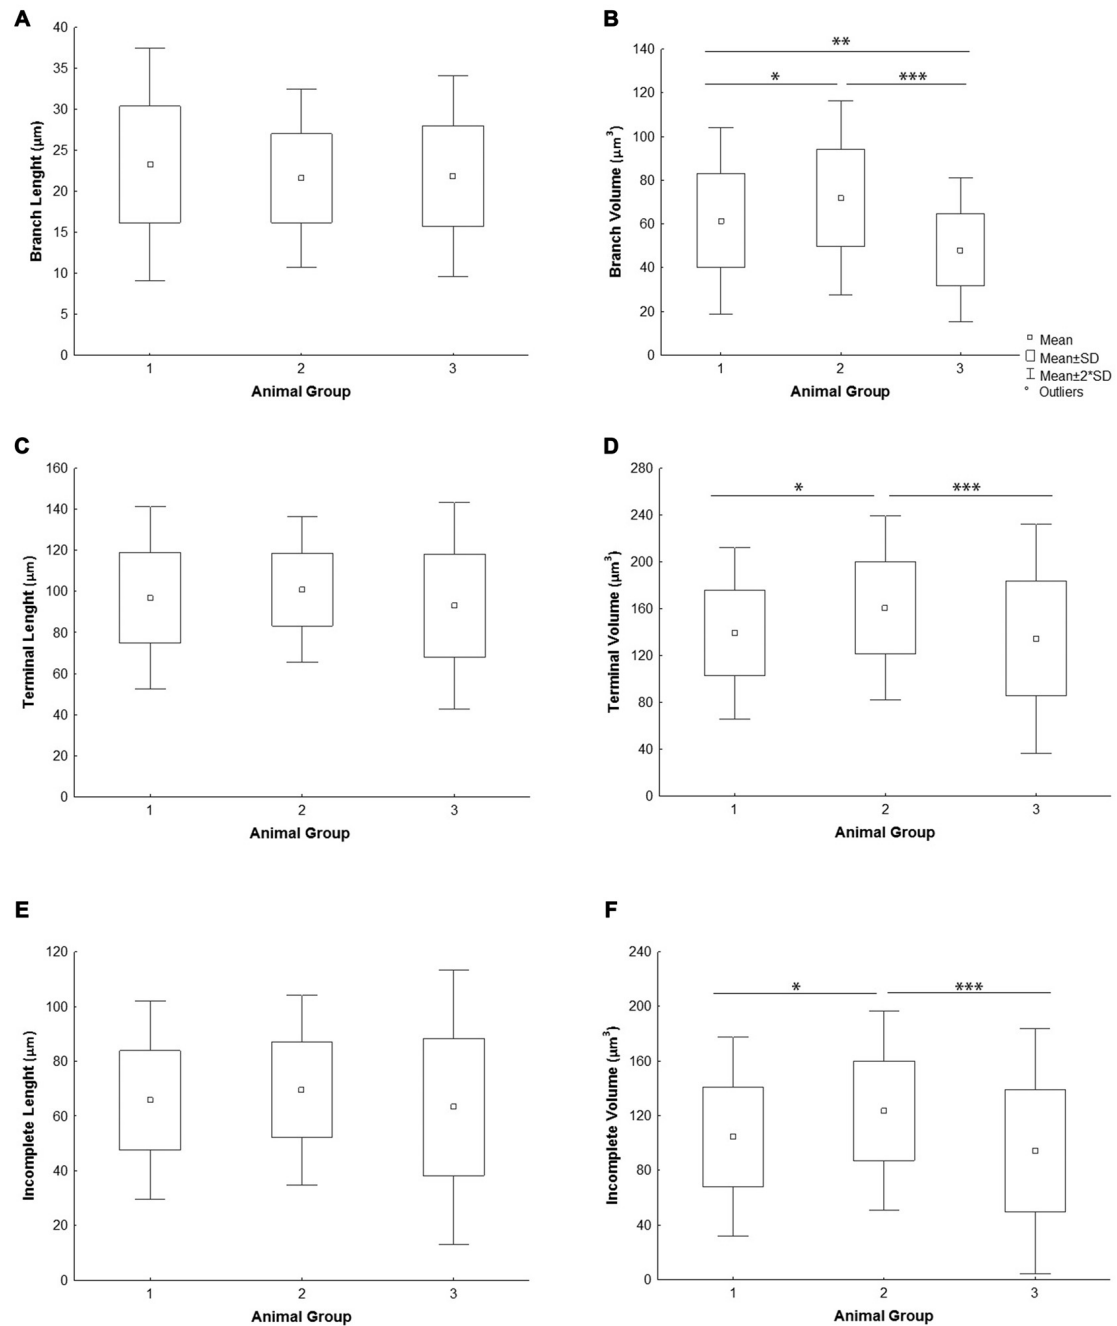 A
40
35
30
25
20
15
10
5
0
Branch Lenght (μm)
1 2 3
Animal Group
B
140
120
100
80
60
40
20
0
Branch Volume (μm³)
**
* ***
1 2 3
Animal Group
Mean
Mean±SD
Mean±2*SD
Outliers
C
160
140
120
100
80
60
40
20
0
Terminal Lenght (μm)
1 2 3
Animal Group
D
280
240
200
160
120
80
40
0
Terminal Volume (μm³)
* ***
1 2 3
Animal Group
E
120
100
80
60
40
20
0
Incomplete Lenght (μm)
1 2 3
Animal Group
F
240
200
160
120
80
40
0
Incomplete Volume (μm³)
* ***
1 2 3
Animal Group